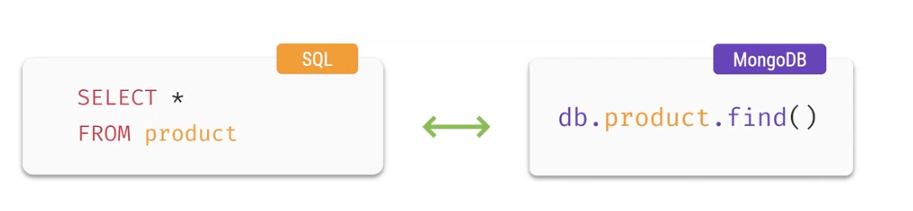 SQL
SELECT *
FROM product
MongoDB
db.product.find()